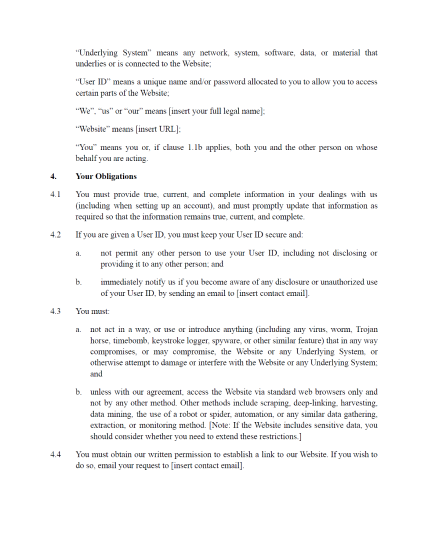 “Underlying System” means any network, system, software, data, or material that
underlies or is connected to the Website;
“User ID” means a unique name and/or password allocated to you to allow you to access
certain parts of the Website;
“We”, “us” or “our” means [insert your full legal name];
“Website” means [insert URL];
“You” means you or, if clause 1.1b applies, both you and the other person on whose
behalf you are acting.
4. Your Obligations
4.1 You must provide true, current, and complete information in your dealings with us
(including when setting up an account), and must promptly update that information as
required so that the information remains true, current, and complete.
4.2 If you are given a User ID, you must keep your User ID secure and:
a. not permit any other person to use your User ID, including not disclosing or
providing it to any other person; and
b. immediately notify us if you become aware of any disclosure or unauthorized use
of your User ID, by sending an email to [insert contact email].
4.3 You must:
a. not act in a way, or use or introduce anything (including any virus, worm, Trojan
horse, timebomb, keystroke logger, spyware, or other similar feature) that in any way
compromises, or may compromise, the Website or any Underlying System, or
otherwise attempt to damage or interfere with the Website or any Underlying System;
and
b. unless with our agreement, access the Website via standard web browsers only and
not by any other method. Other methods include scraping, deep-linking, harvesting,
data mining, the use of a robot or spider, automation, or any similar data gathering,
extraction, or monitoring method. [Note: If the Website includes sensitive data, you
should consider whether you need to extend these restrictions.]
4.4 You must obtain our written permission to establish a link to our Website. If you wish to
do so, email your request to [insert contact email].